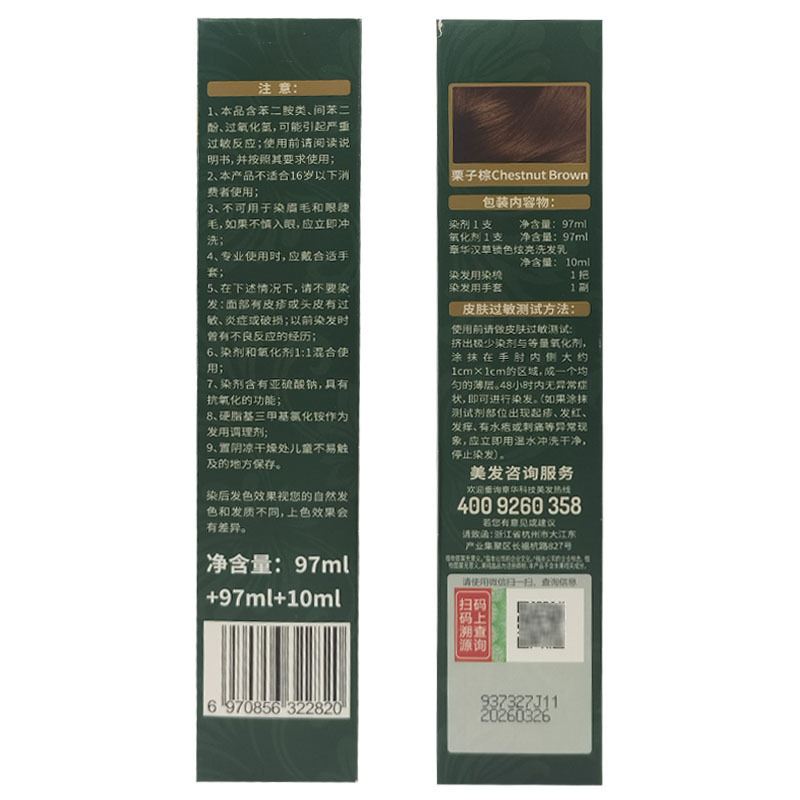 注 意：
1、本品含苯二胺类、间苯二
酚、过氧化氢，可能引起严重
过敏反应；使用前请阅读说
明书，并按照其要求使用；
2、本产品不适合16岁以下消
费者使用；
3、不可用于染眉毛和眼睫
毛，如果不慎入眼，应立即冲
洗；
4、专业使用时，应戴合适手
套；
5、在下述情况下，请不要染
发：面部有皮疹或头皮有过
敏、炎症或破损；以前染发时
曾有不良反应的经历；
6、染剂和氧化剂1:1混合使
用；
7、染剂含有亚硫酸钠，具有
抗氧化的功能；
8、硬脂基三甲基氯化铵作为
发用调理剂；
9、置阴凉干燥处儿童不易触
及的地方保存。
染后发色效果视您的自然发
色和发质不同，上色效果会
有差异。
净含量：97ml
+97ml+10ml
6 970856 322820
栗子棕Chestnut Brown
包装内容物：
染剂 1 支 净含量：97ml
氧化剂 1 支 净含量：97ml
章华汉草锁色炫亮洗发乳
净含量：10ml
染发用染梳 1 把
染发用手套 1 副
皮肤过敏测试方法：
使用前请做皮肤过敏测试：
挤出极少染剂与等量氧化剂，
涂抹在手肘内侧大约
1cm×1cm的区域，成一个均
匀的薄层。48小时内无异常症
状，即可进行染发。（如果涂抹
测试剂部位出现起疹、发红、
发痒、有水疱或刺痛等异常现
象，应立即用温水冲洗干净，
停止染发）。
美发咨询服务
欢迎垂询章华科技美发热线
400 9260 358
若您有意见或建议
请致函：浙江省杭州市大江东
产业集聚区长福杭路827号
请使用微信扫一扫，查询信息
扫码溯源
码上查询
937327J11
20260326